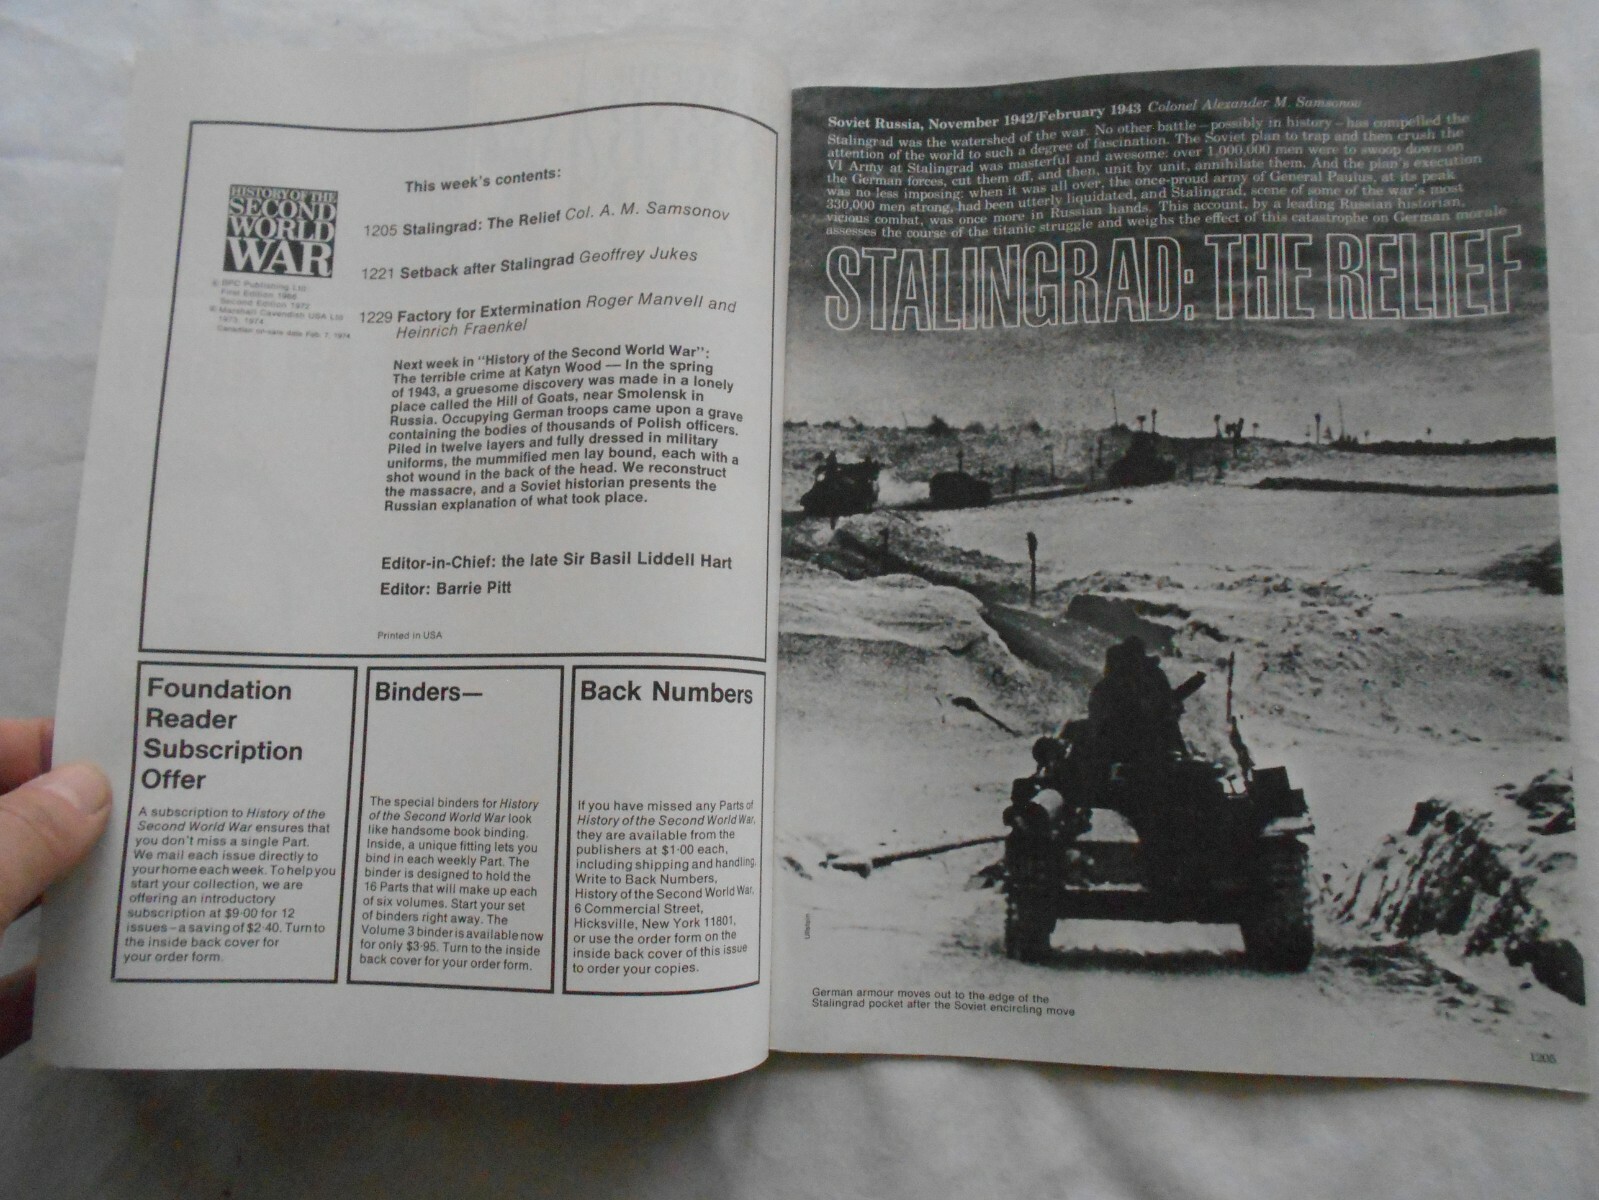 HISTORY OF THE
SECOND
WORLD
WAR
© BPC Publishing Ltd
First Edition 1966
Second Edition 1972
© Marshall Cavendish USA Ltd
1973, 1974
Canadian on-sale date Feb. 7, 1974
This week's contents:
1205 Stalingrad: The Relief Col. A. M. Samsonov
1221 Setback after Stalingrad Geoffrey Jukes
1229 Factory for Extermination Roger Manvell and
Heinrich Fraenkel
Next week in "History of the Second World War":
The terrible crime at Katyn Wood — In the spring
of 1943, a gruesome discovery was made in a lonely
place called the Hill of Goats, near Smolensk in
Russia. Occupying German troops came upon a grave
containing the bodies of thousands of Polish officers.
Piled in twelve layers and fully dressed in military
uniforms, the mummified men lay bound, each with a
shot wound in the back of the head. We reconstruct
the massacre, and a Soviet historian presents the
Russian explanation of what took place.
Editor-in-Chief: the late Sir Basil Liddell Hart
Editor: Barrie Pitt
Printed in USA
Foundation
Reader
Subscription
Offer
A subscription to History of the
Second World War ensures that
you don't miss a single Part.
We mail each issue directly to
your home each week. To help you
start your collection, we are
offering an introductory
subscription at $9·00 for 12
issues – a saving of $2·40. Turn to
the inside back cover for
your order form.
Binders—
The special binders for History
of the Second World War look
like handsome book binding.
Inside, a unique fitting lets you
bind in each weekly Part. The
binder is designed to hold the
16 Parts that will make up each
of six volumes. Start your set
of binders right away. The
Volume 3 binder is available now
for only $3·95. Turn to the inside
back cover for your order form.
Back Numbers
If you have missed any Parts of
History of the Second World War,
they are available from the
publishers at $1·00 each,
including shipping and handling.
Write to Back Numbers,
History of the Second World War,
6 Commercial Street,
Hicksville, New York 11801,
or use the order form on the
inside back cover of this issue
to order your copies.
Soviet Russia, November 1942/February 1943 Colonel Alexander M. Samsonov
Stalingrad was the watershed of the war. No other battle – possibly in history – has compelled the
attention of the world to such a degree of fascination. The Soviet plan to trap and then crush the
VI Army at Stalingrad was masterful and awesome: over 1,000,000 men were to swoop down on
the German forces, cut them off, and then, unit by unit, annihilate them. And the plan's execution
was no less imposing: when it was all over, the once-proud army of General Paulus, at its peak
330,000 men strong, had been utterly liquidated, and Stalingrad, scene of some of the war's most
vicious combat, was once more in Russian hands. This account, by a leading Russian historian,
assesses the course of the titanic struggle and weighs the effect of this catastrophe on German morale
STALINGRAD: THE RELIEF
German armour moves out to the edge of the
Stalingrad pocket after the Soviet encircling move
1205